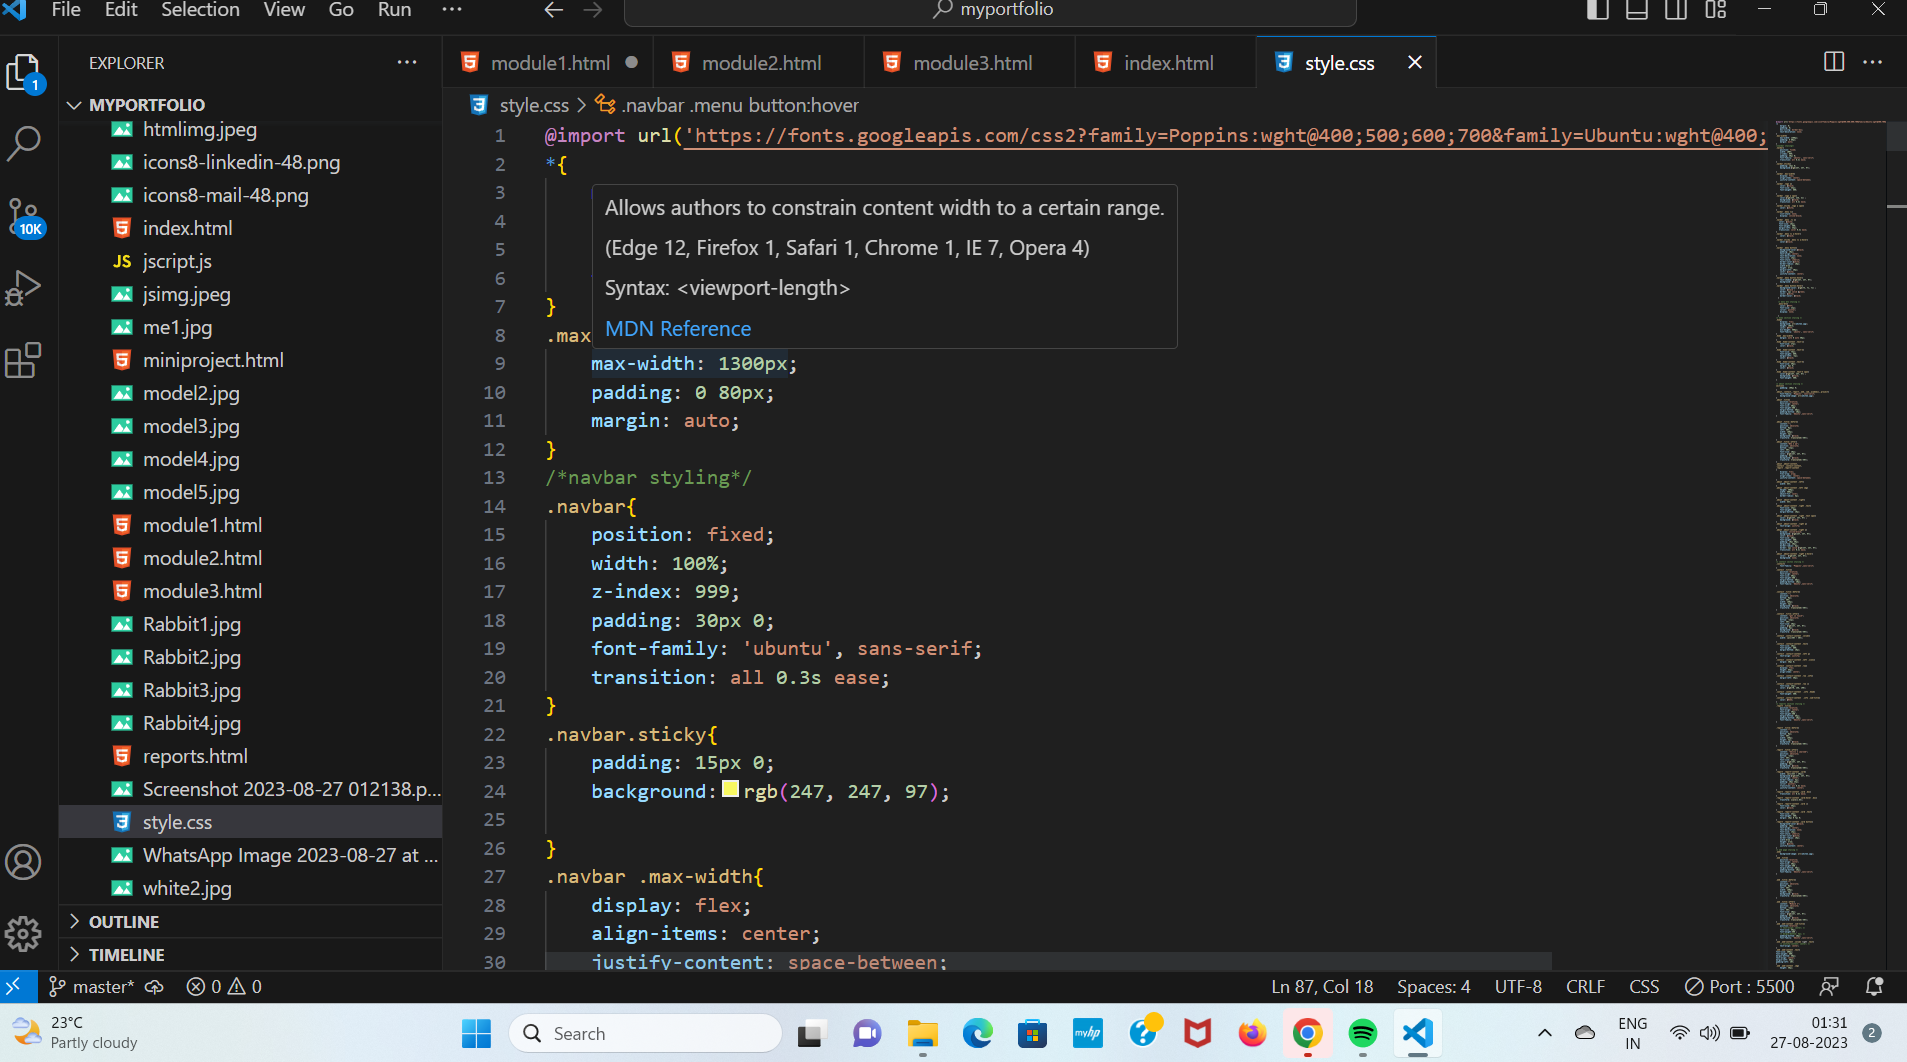 File Edit Selection View Go Run ···
myportfolio
EXPLORER ···
MYPORTFOLIO
htmlimg.jpeg
icons8-linkedin-48.png
icons8-mail-48.png
index.html
JS jscript.js
jsimg.jpeg
me1.jpg
miniproject.html
model2.jpg
model3.jpg
model4.jpg
model5.jpg
module1.html
module2.html
module3.html
Rabbit1.jpg
Rabbit2.jpg
Rabbit3.jpg
Rabbit4.jpg
reports.html
Screenshot 2023-08-27 012138.p...
style.css
WhatsApp Image 2023-08-27 at ...
white2.jpg
OUTLINE
TIMELINE
1
10K
module1.html module2.html module3.html index.html style.css
style.css > .navbar .menu button:hover
1 @import url('https://fonts.googleapis.com/css2?family=Poppins:wght@400;500;600;700&family=Ubuntu:wght@400;
2 *{
3
4
5
6
7 }
8 .max
Allows authors to constrain content width to a certain range.
(Edge 12, Firefox 1, Safari 1, Chrome 1, IE 7, Opera 4)
Syntax: <viewport-length>
MDN Reference
9 max-width: 1300px;
10 padding: 0 80px;
11 margin: auto;
12 }
13 /*navbar styling*/
14 .navbar{
15 position: fixed;
16 width: 100%;
17 z-index: 999;
18 padding: 30px 0;
19 font-family: 'ubuntu', sans-serif;
20 transition: all 0.3s ease;
21 }
22 .navbar.sticky{
23 padding: 15px 0;
24 background: rgb(247, 247, 97);
25
26 }
27 .navbar .max-width{
28 display: flex;
29 align-items: center;
30 justify-content: space-between;
master* 0 0 Ln 87, Col 18 Spaces: 4 UTF-8 CRLF CSS Port : 5500
23°C
Partly cloudy
Search
myhp
ENG
IN
01:31
27-08-2023
2